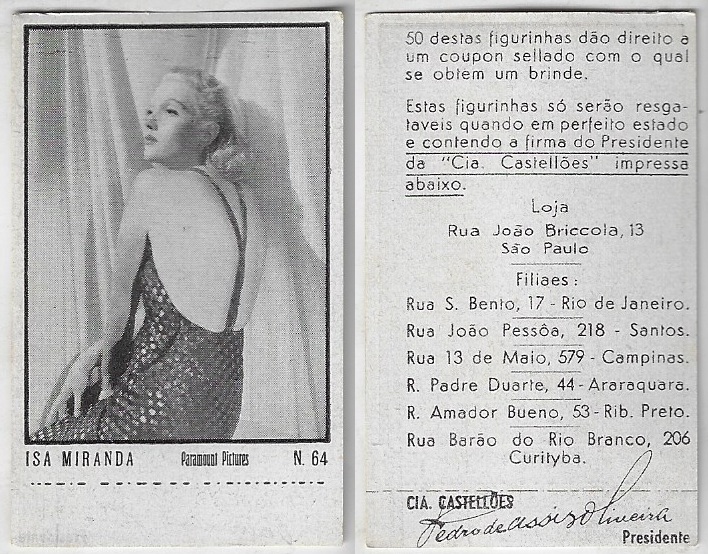 ISA MIRANDA Paramount Pictures N. 64
50 destas figurinhas dão direito a
um coupon sellado com o qual
se obtem um brinde.
Estas figurinhas só serão resga-
taveis quando em perfeito estado
e contendo a firma do Presidente
da "Cia. Castellões" impressa
abaixo.
Loja
Rua João Briccola, 13
São Paulo
Filiaes:
Rua S. Bento, 17 - Rio de Janeiro.
Rua João Pessôa, 218 - Santos.
Rua 13 de Maio, 579 - Campinas.
R. Padre Duarte, 44 - Araraquara.
R. Amador Bueno, 53 - Rib. Preto.
Rua Barão do Rio Branco, 206
Curityba.
CIA. CASTELLÕES
Pedro de Assiz Oliveira
Presidente